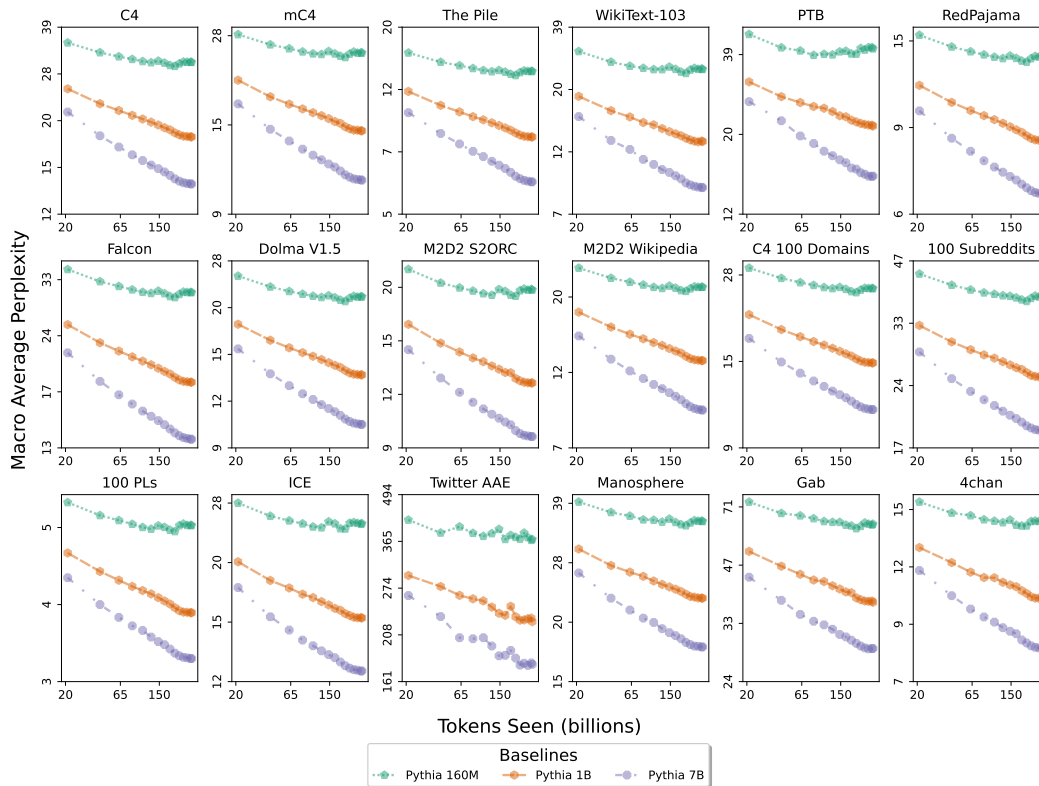 C4 mC4 The Pile WikiText-103 PTB RedPajama
39 28 20 15 12
28 15 9
20 12 7 5
39 20 12 7
39 20 12
15 9 6
20 65 150 20 65 150 20 65 150 20 65 150 20 65 150 20 65 150
Macro Average Perplexity
Falcon Dolma V1.5 M2D2 S2ORC M2D2 Wikipedia C4 100 Domains 100 Subreddits
33 24 17 13
28 20 15 12 9
20 15 12 9
20 12 7
28 15 9
47 33 24 17
20 65 150 20 65 150 20 65 150 20 65 150 20 65 150 20 65 150
100 PLs ICE Twitter AAE Manosphere Gab 4chan
5 4 3
28 20 15 12
494 365 274 208 161
39 28 20 15
71 47 33 24
15 12 9 7
20 65 150 20 65 150 20 65 150 20 65 150 20 65 150 20 65 150
Tokens Seen (billions)
Baselines
Pythia 160M Pythia 1B Pythia 7B